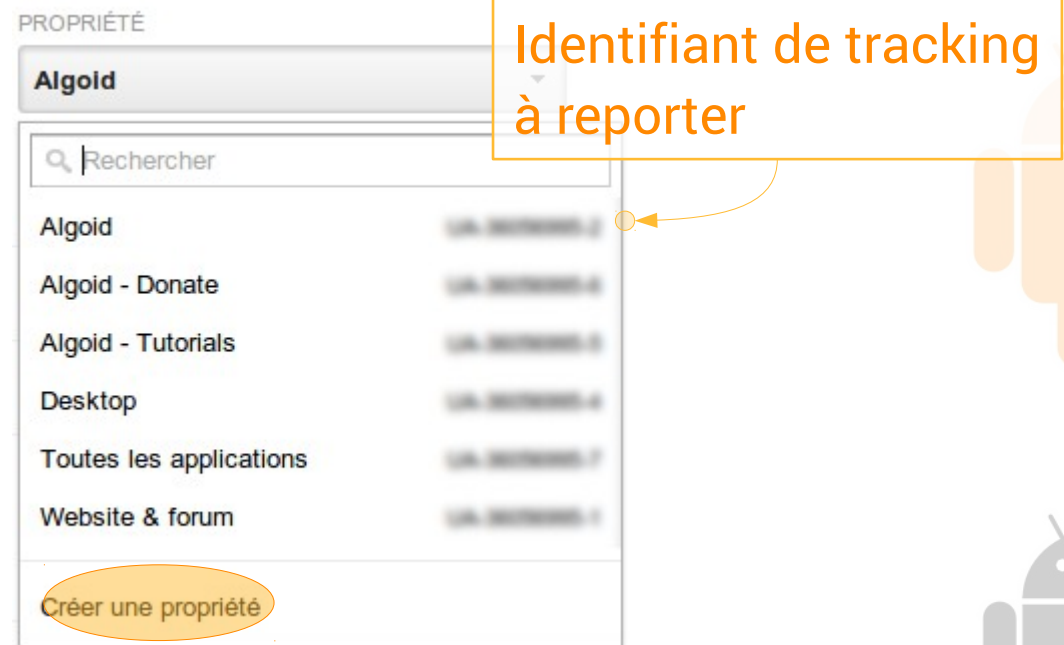 PROPRIÉTÉ
Identifiant de tracking
à reporter
Algoid
Rechercher
Algoid
Algoid - Donate
Algoid - Tutorials
Desktop
Toutes les applications
Website & forum
Créer une propriété